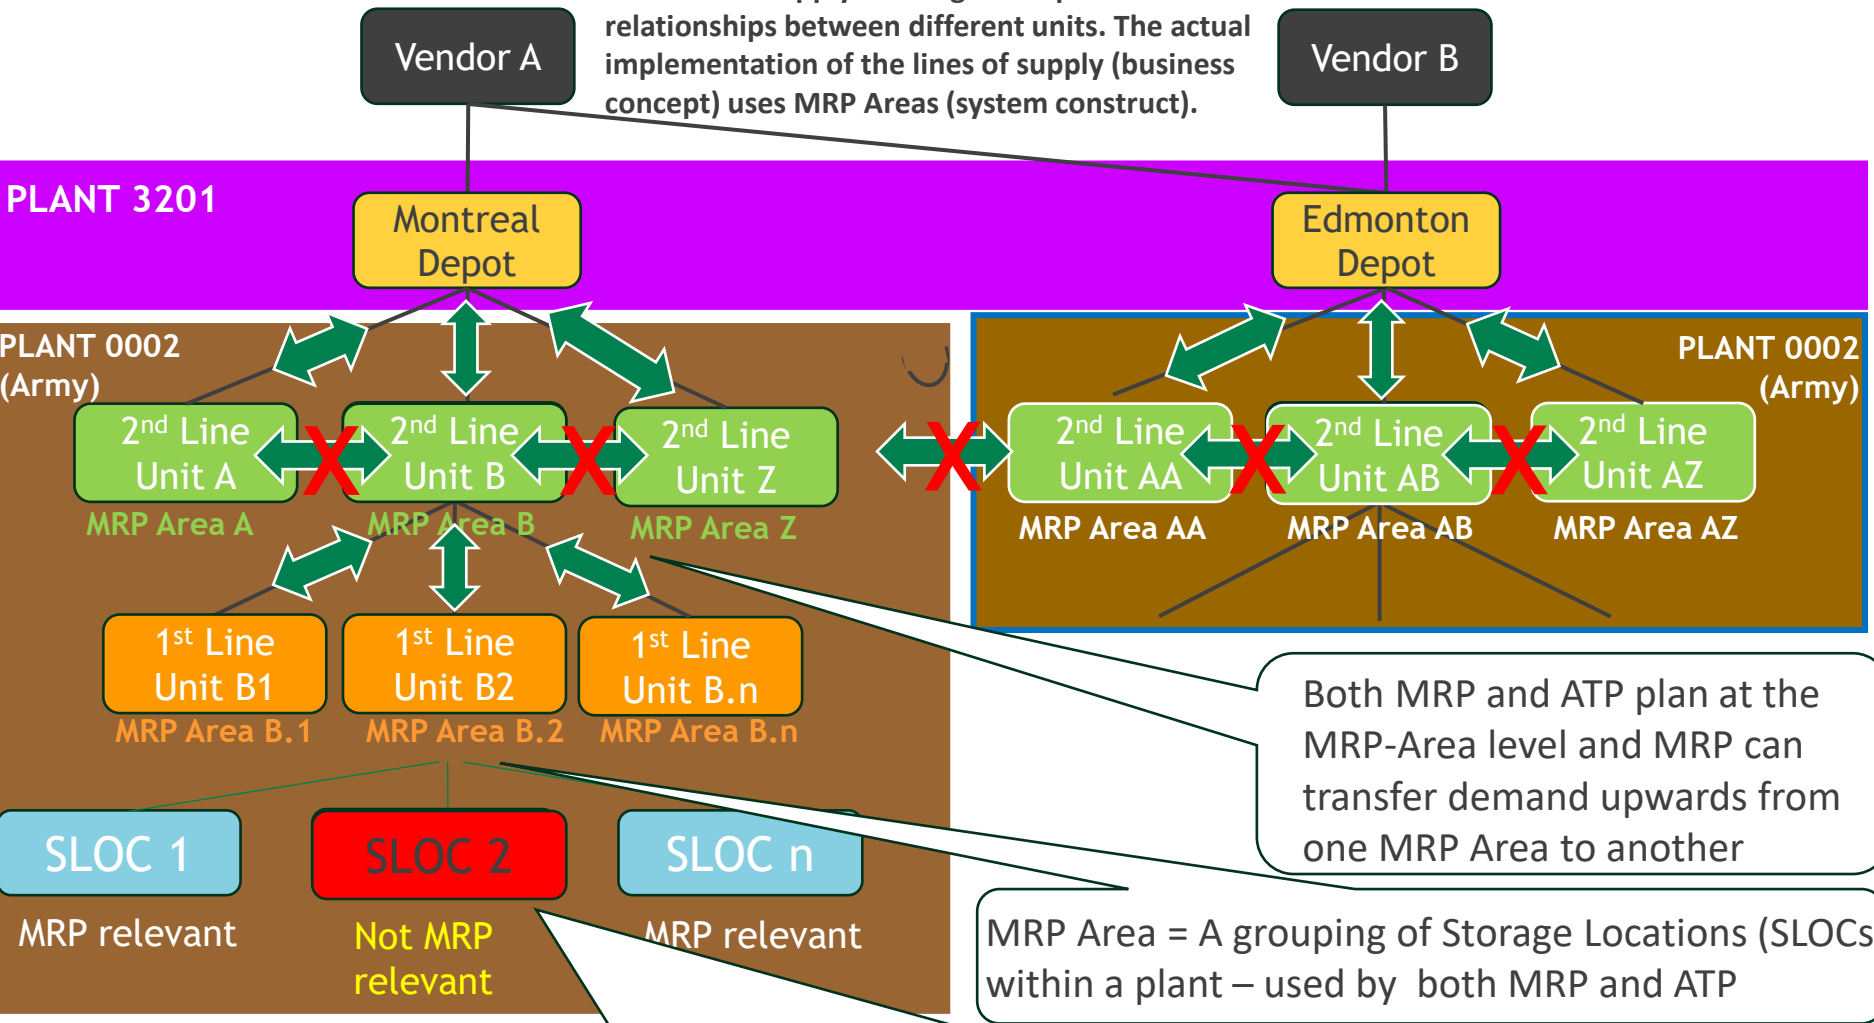 relationships between different units. The actual
implementation of the lines of supply (business
concept) uses MRP Areas (system construct).
Vendor A
Vendor B
PLANT 3201
Montreal
Depot
Edmonton
Depot
PLANT 0002
(Army)
PLANT 0002
(Army)
2nd Line
Unit A
X
2nd Line
Unit B
X
2nd Line
Unit Z
X
2nd Line
Unit AA
X
2nd Line
Unit AB
X
2nd Line
Unit AZ
MRP Area A
MRP Area B
MRP Area Z
MRP Area AA
MRP Area AB
MRP Area AZ
1st Line
Unit B1
1st Line
Unit B2
1st Line
Unit B.n
MRP Area B.1
MRP Area B.2
MRP Area B.n
Both MRP and ATP plan at the
MRP-Area level and MRP can
transfer demand upwards from
one MRP Area to another
SLOC 1
SLOC 2
SLOC n
MRP relevant
Not MRP
relevant
MRP relevant
MRP Area = A grouping of Storage Locations (SLOCs
within a plant – used by both MRP and ATP